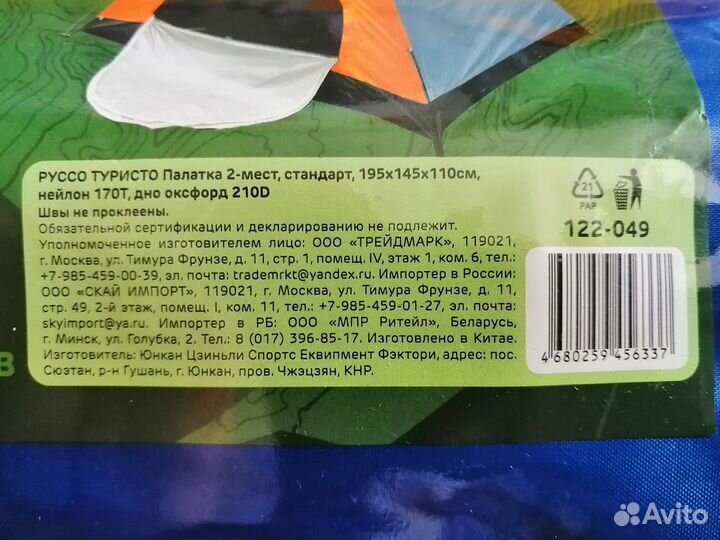 РУССО ТУРИСТО Палатка 2-мест, стандарт, 195х145х110см,
нейлон 170Т, дно оксфорд 210D
Швы не проклеены.
Обязательной сертификации и декларированию не подлежит.
Уполномоченное изготовителем лицо: ООО «ТРЕЙДМАРК», 119021,
г. Москва, ул. Тимура Фрунзе, д. 11, стр. 1, помещ. IV, этаж 1, ком. 6, тел.:
+7-985-459-00-39, эл. почта: trademrkt@yandex.ru. Импортер в России:
ООО «СКАЙ ИМПОРТ», 119021, г. Москва, ул. Тимура Фрунзе, д. 11,
стр. 49, 2-й этаж, помещ. I, ком. 11, тел.: +7-985-459-01-27, эл. почта:
skyimport@ya.ru. Импортер в РБ: ООО «МПР Ритейл», Беларусь,
г. Минск, ул. Голубка, 2. Тел.: 8 (017) 396-85-17. Изготовлено в Китае.
Изготовитель: Юнкан Цзиньли Спортс Еквипмент Фэктори, адрес: пос.
Сюэтан, р-н Гушань, г. Юнкан, пров. Чжэцзян, КНР.
21
PAP
122-049
4 680259 456337
8
Avito